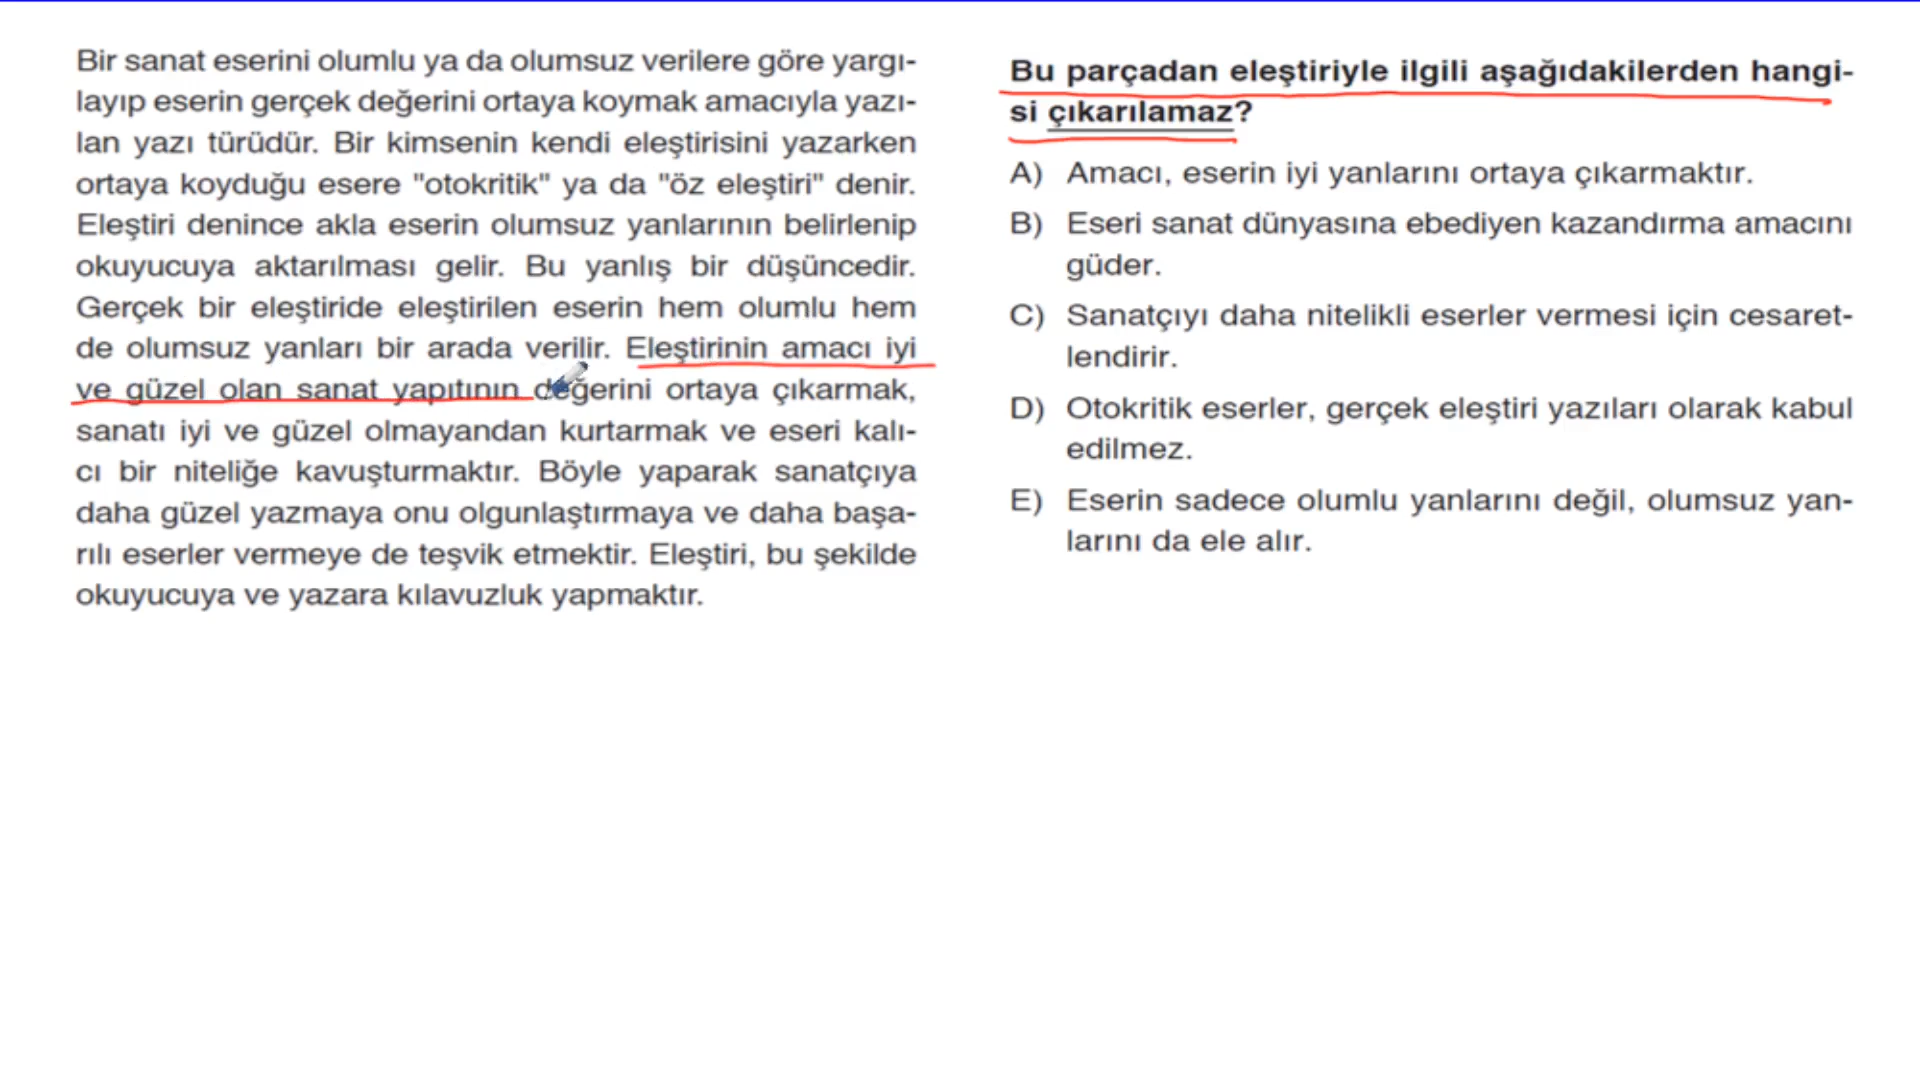 Bir sanat eserini olumlu ya da olumsuz verilere göre yargı-
layıp eserin gerçek değerini ortaya koymak amacıyla yazı-
lan yazı türüdür. Bir kimsenin kendi eleştirisini yazarken
ortaya koyduğu esere "otokritik" ya da "öz eleştiri" denir.
Eleştiri denince akla eserin olumsuz yanlarının belirlenip
okuyucuya aktarılması gelir. Bu yanlış bir düşüncedir.
Gerçek bir eleştiride eleştirilen eserin hem olumlu hem
de olumsuz yanları bir arada verilir. Eleştirinin amacı iyi
ve güzel olan sanat yapıtının değerini ortaya çıkarmak,
sanatı iyi ve güzel olmayandan kurtarmak ve eseri kalı-
cı bir niteliğe kavuşturmaktır. Böyle yaparak sanatçıya
daha güzel yazmaya onu olgunlaştırmaya ve daha başa-
rılı eserler vermeye de teşvik etmektir. Eleştiri, bu şekilde
okuyucuya ve yazara kılavuzluk yapmaktır.
Bu parçadan eleştiriyle ilgili aşağıdakilerden hangi-
si çıkarılamaz?
A) Amacı, eserin iyi yanlarını ortaya çıkarmaktır.
B) Eseri sanat dünyasına ebediyen kazandırma amacını
güder.
C) Sanatçıyı daha nitelikli eserler vermesi için cesaret-
lendirir.
D) Otokritik eserler, gerçek eleştiri yazıları olarak kabul
edilmez.
E) Eserin sadece olumlu yanlarını değil, olumsuz yan-
larını da ele alır.